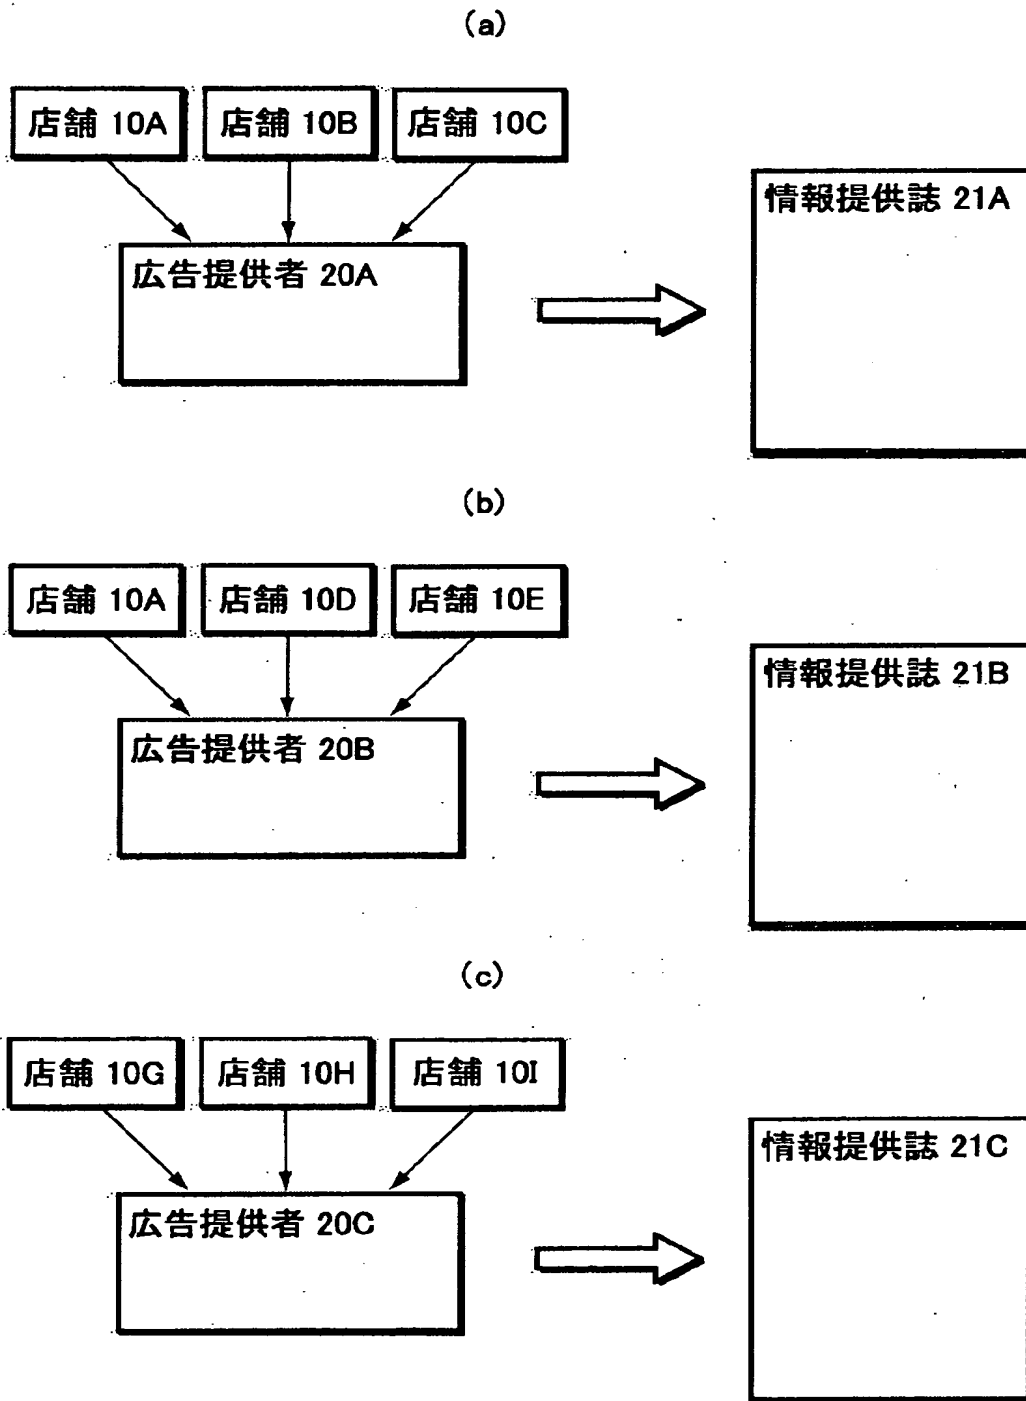 (a)
店舗 10A
店舗 10B
店舗 10C
情報提供誌 21A
広告提供者 20A
(b)
店舗 10A
店舗 10D
店舗 10E
情報提供誌 21B
広告提供者 20B
(c)
店舗 10G
店舗 10H
店舗 10I
情報提供誌 21C
広告提供者 20C